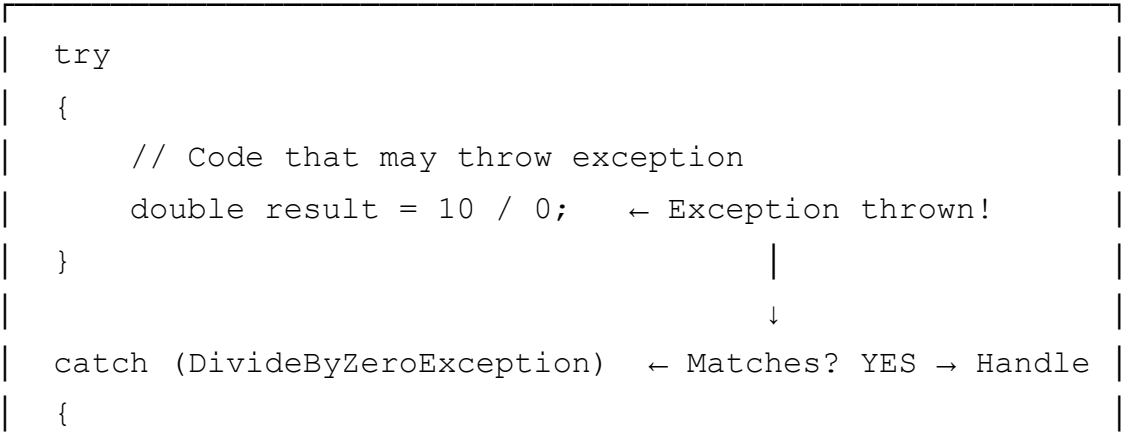 try
{
// Code that may throw exception
double result = 10 / 0; ← Exception thrown!
}
↓
catch (DivideByZeroException) ← Matches? YES → Handle
{